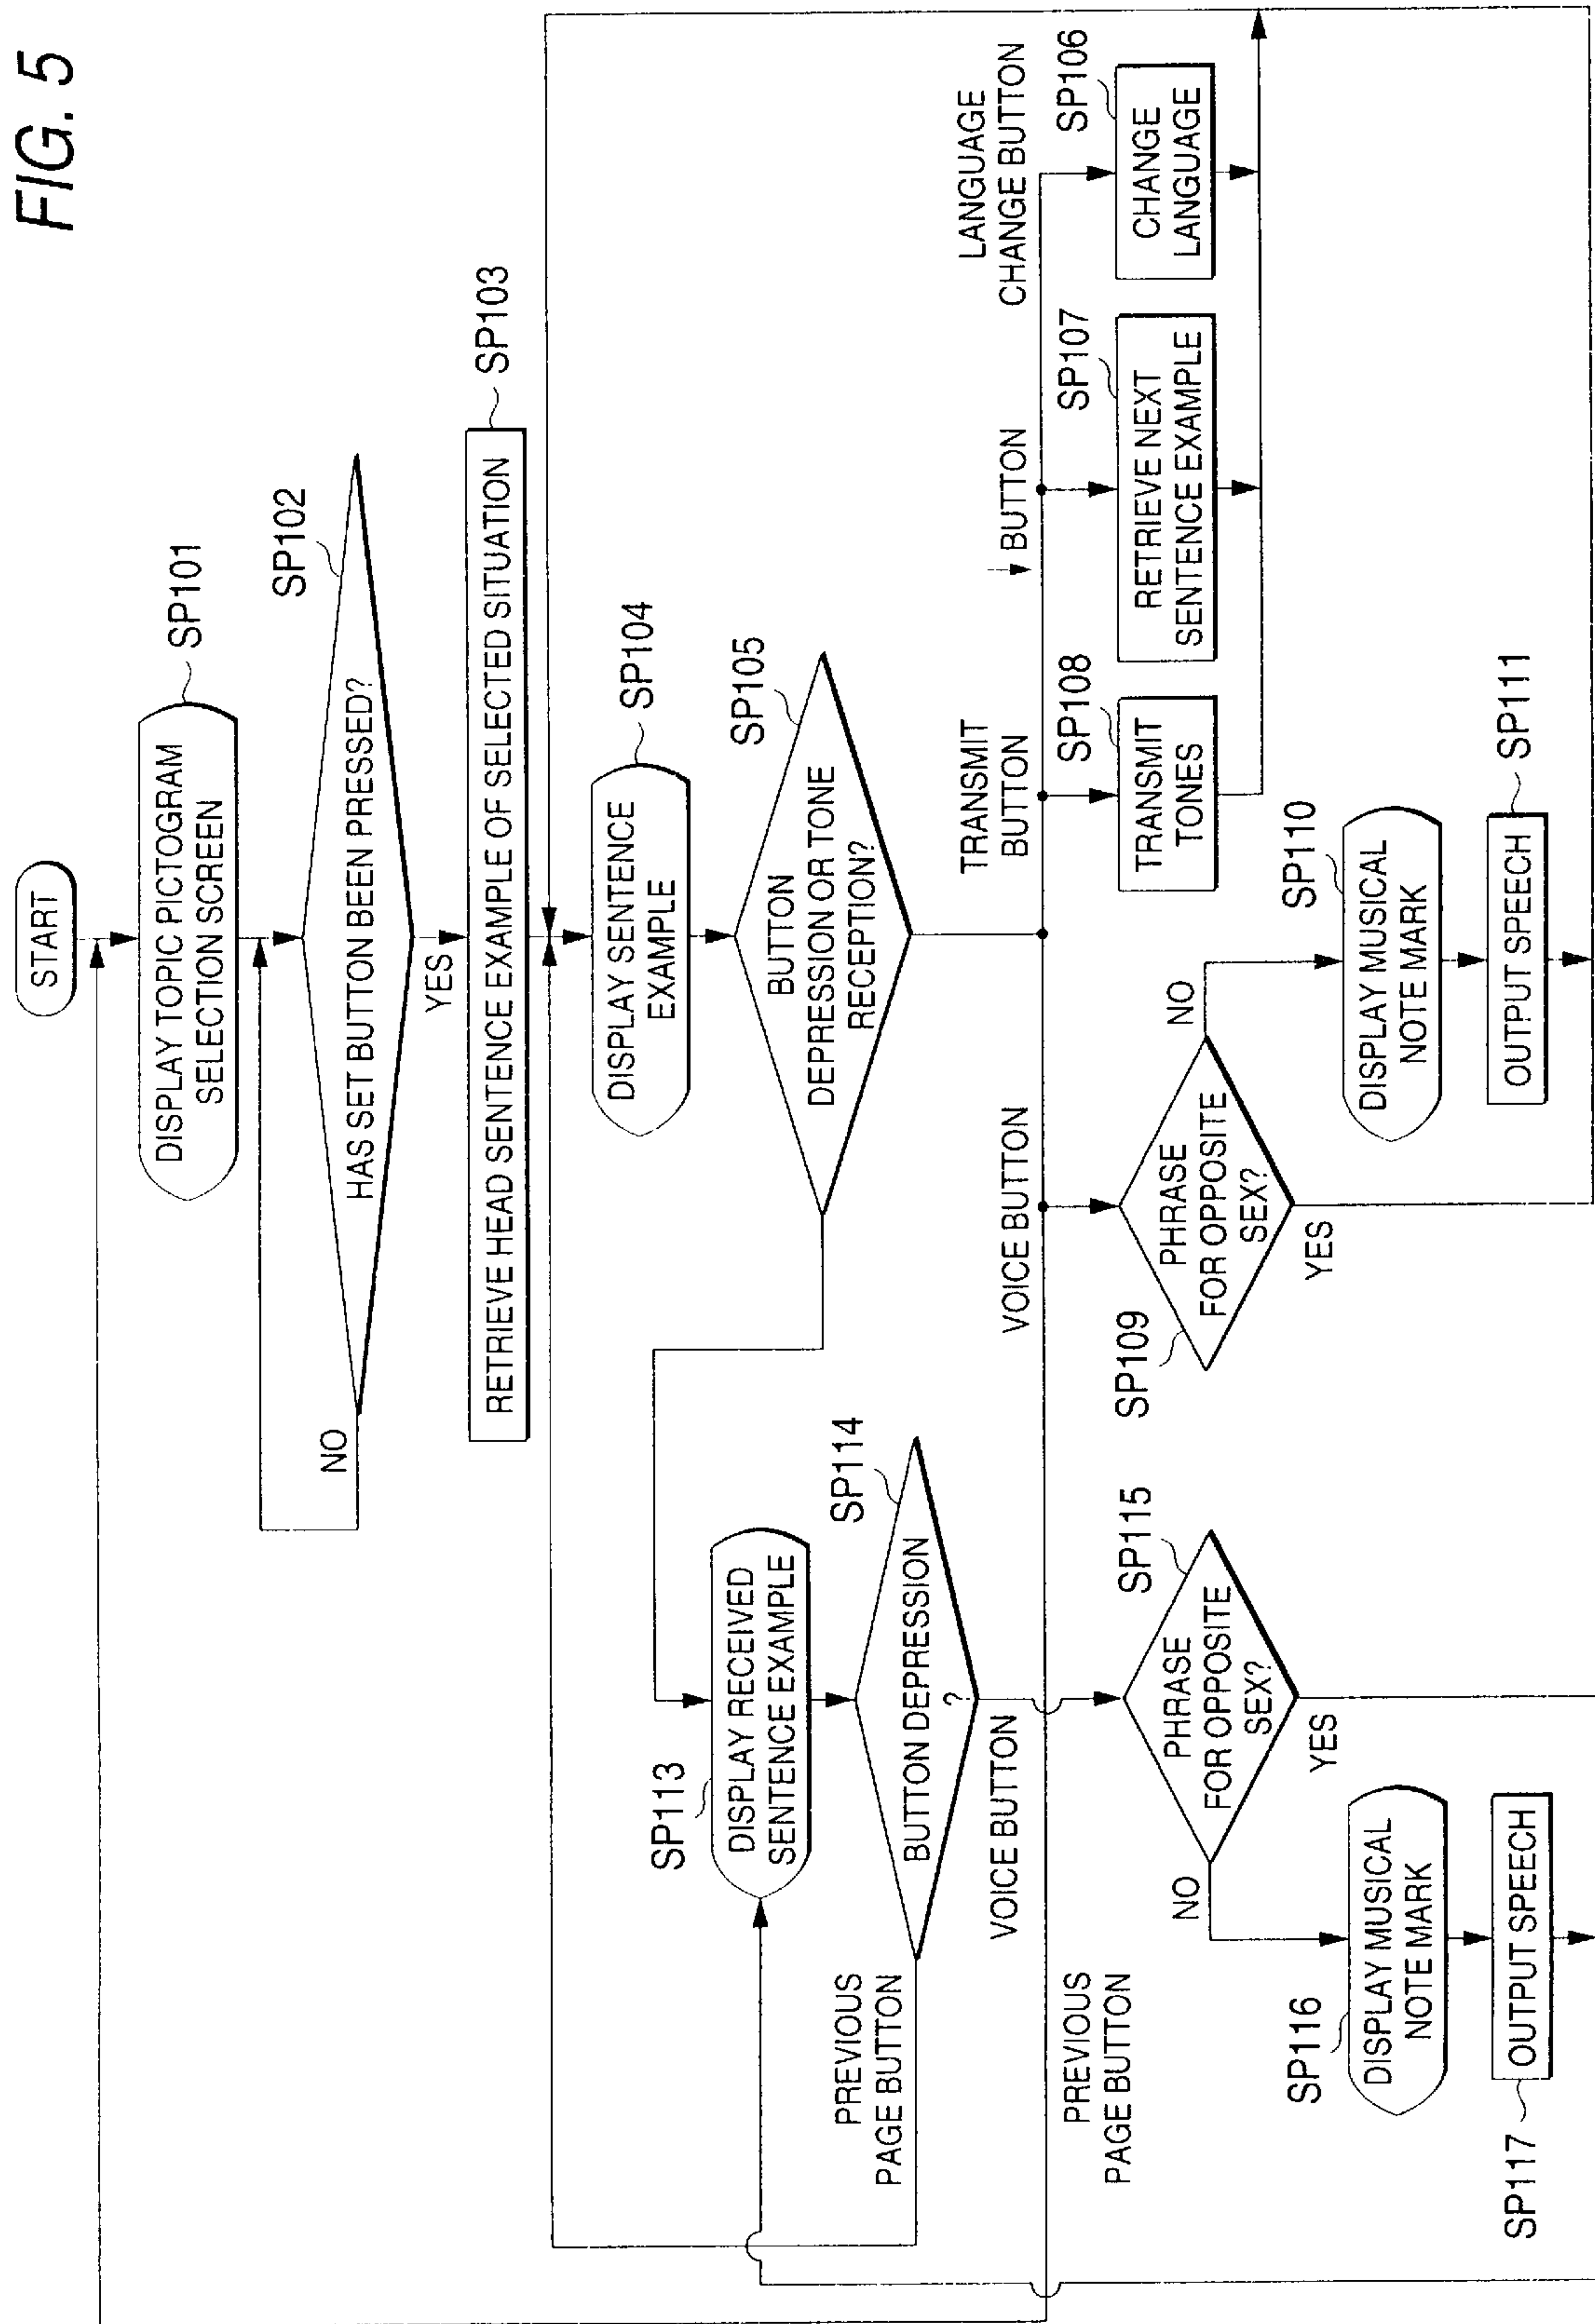 FIG. 5
START
DISPLAY TOPIC PICTOGRAM
SELECTION SCREEN
SP101
HAS SET BUTTON BEEN PRESSED?
SP102
NO
YES
RETRIEVE HEAD SENTENCE EXAMPLE OF SELECTED SITUATION
SP103
DISPLAY SENTENCE
EXAMPLE
SP104
BUTTON
DEPRESSION OR TONE
RECEPTION?
SP105
SP113
DISPLAY RECEIVED
SENTENCE EXAMPLE
BUTTON DEPRESSION
?
SP114
PREVIOUS
PAGE BUTTON
VOICE BUTTON
PREVIOUS
PAGE BUTTON
VOICE BUTTON
TRANSMIT
BUTTON
↓ BUTTON
LANGUAGE
CHANGE BUTTON
PHRASE
FOR OPPOSITE
SEX?
SP115
NO
YES
SP116
DISPLAY MUSICAL
NOTE MARK
SP117
OUTPUT SPEECH
SP109
PHRASE
FOR OPPOSITE
SEX?
YES
NO
SP110
DISPLAY MUSICAL
NOTE MARK
OUTPUT SPEECH
SP111
SP108
TRANSMIT
TONES
SP107
RETRIEVE NEXT
SENTENCE EXAMPLE
SP106
CHANGE
LANGUAGE